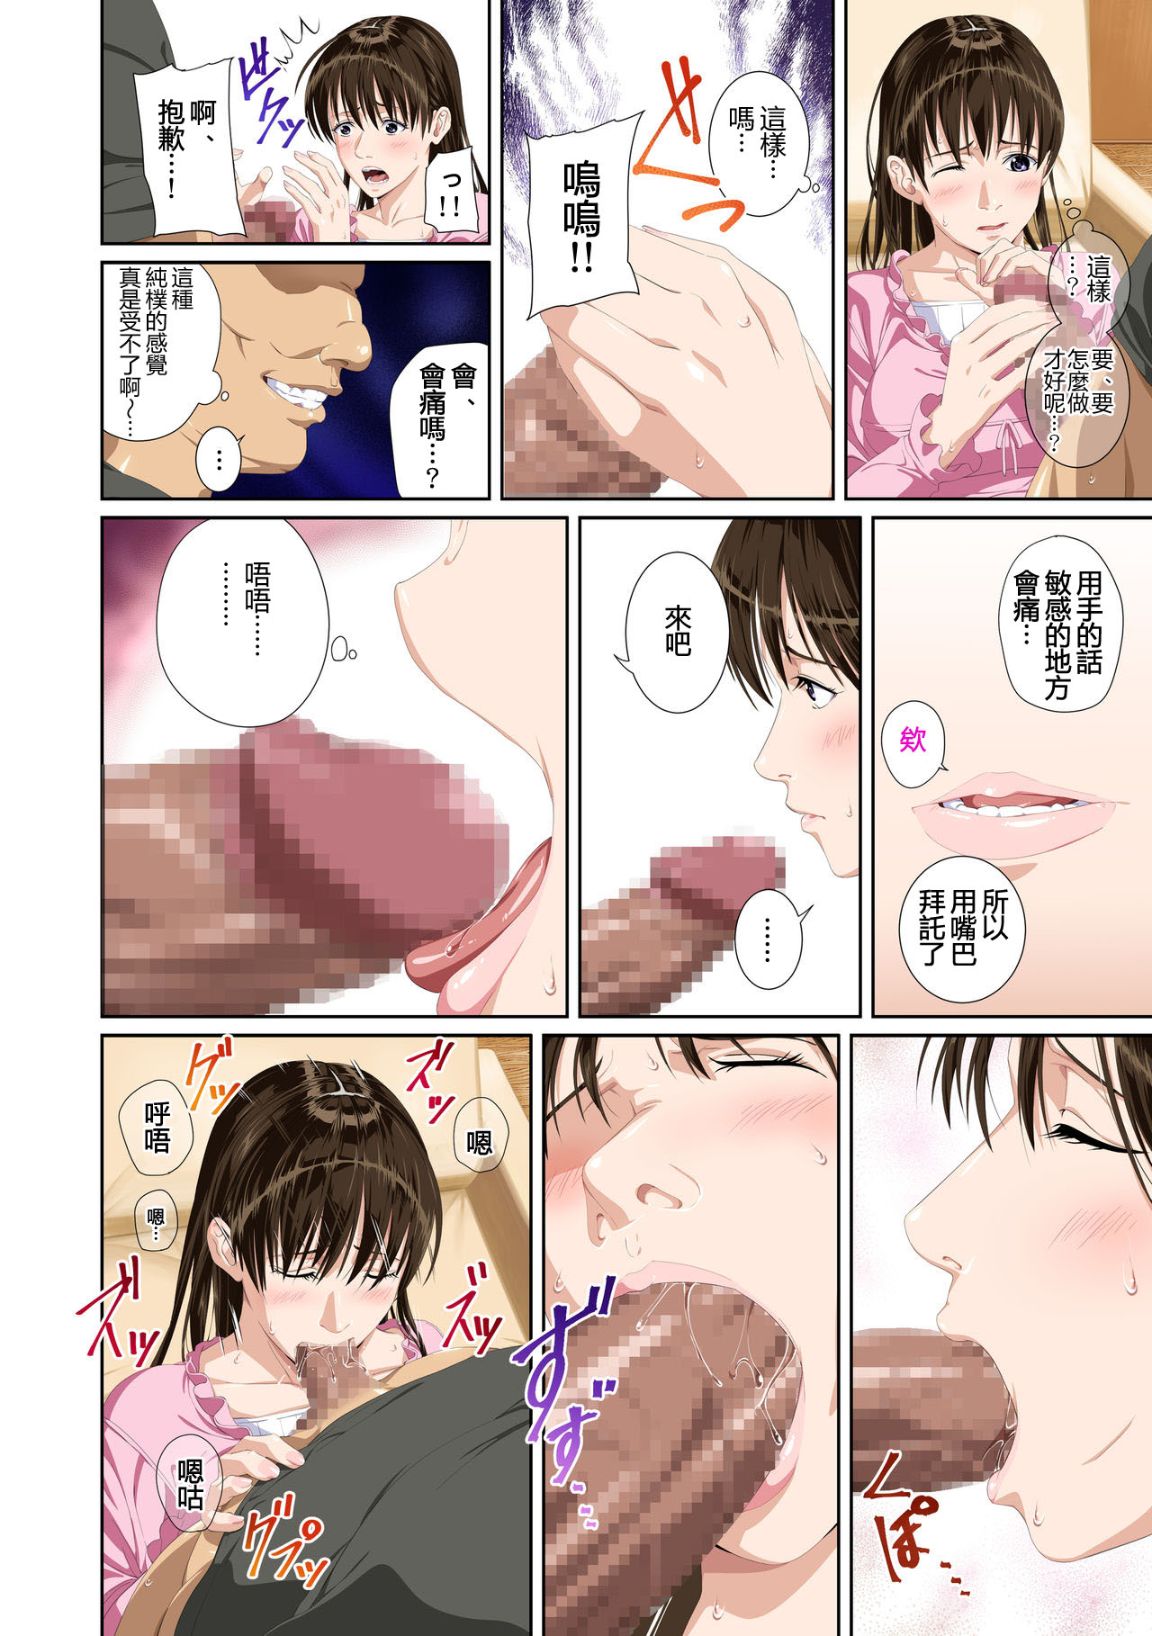 這樣
…?
要、要
怎麼做
才好呢…?
這樣…
嗎…
嗚嗚!!
っ!!
啊、
抱歉…!
ビクッ
會、
會痛嗎…?
這種
純樸的感覺
真是受不了啊～…
…
用手的話
敏感的地方
會痛…
欸
所以
用嘴巴
拜託了
來吧
……
唔唔……
………
くぽ…
ずずず…
ズッ
グッ
嗯
呼唔
嗯…
ズッ
ズッ
嗯咕
グプッ